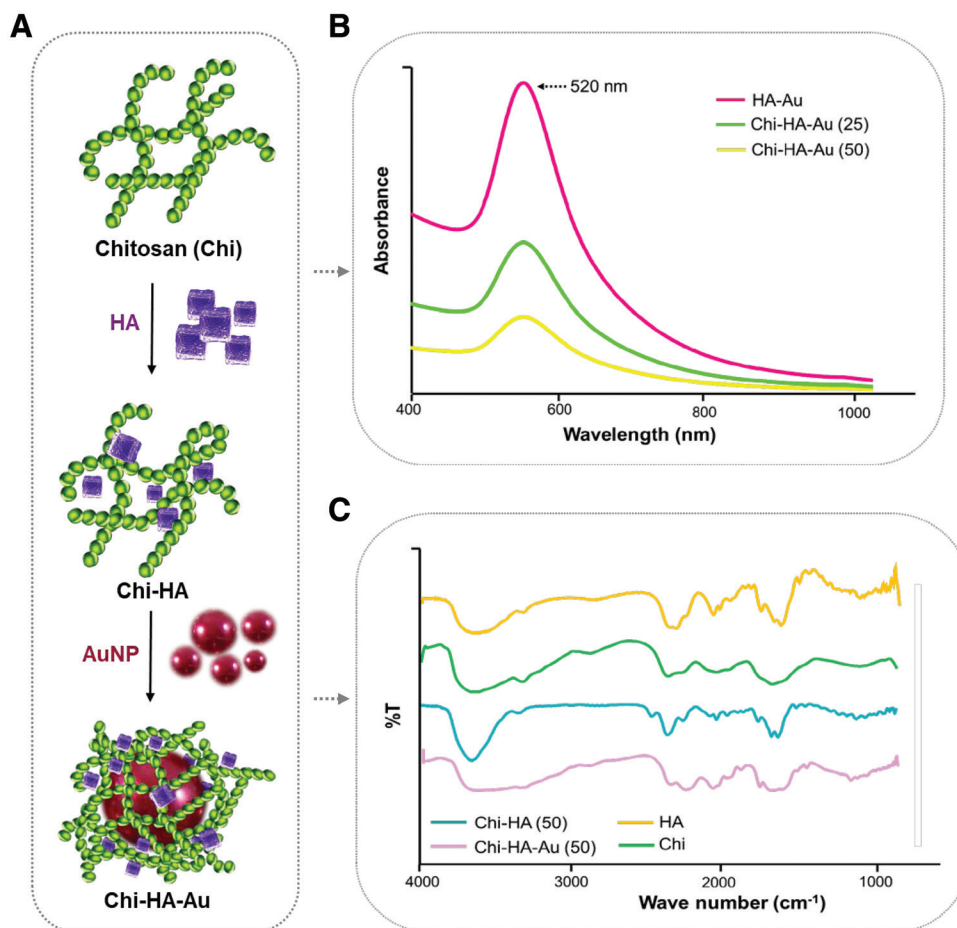 A
Chitosan (Chi)
HA
Chi-HA
AuNP
Chi-HA-Au
B
520 nm
HA-Au
Chi-HA-Au (25)
Chi-HA-Au (50)
Absorbance
400
600
800
1000
Wavelength (nm)
C
%T
Chi-HA (50)
HA
Chi-HA-Au (50)
Chi
4000
3000
2000
1000
Wave number (cm⁻¹)